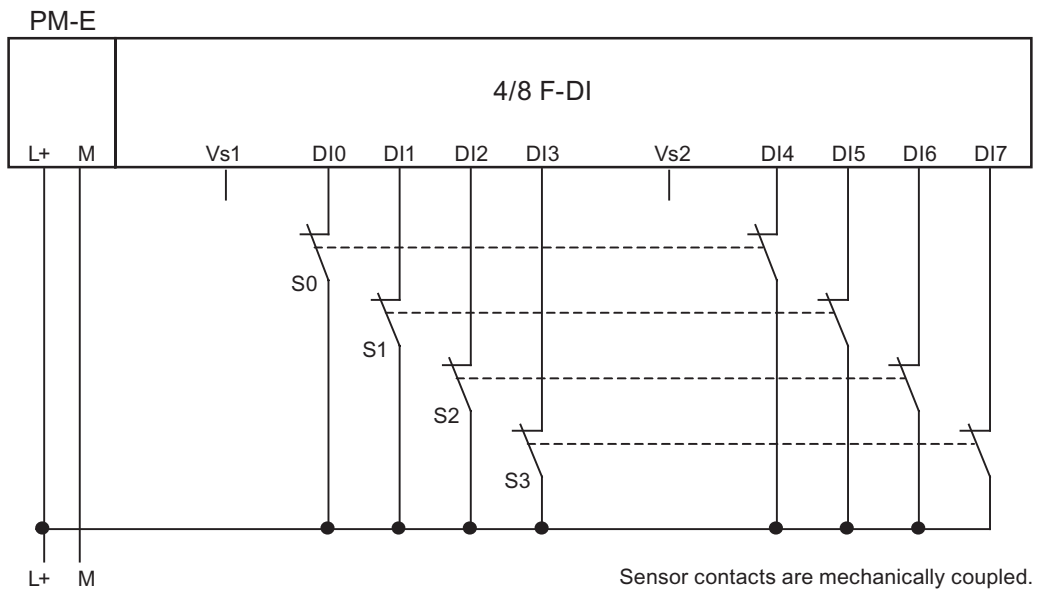 PM-E
4/8 F-DI
L+ M Vs1 DI0 DI1 DI2 DI3 Vs2 DI4 DI5 DI6 DI7
S0
S1
S2
S3
L+ M
Sensor contacts are mechanically coupled.